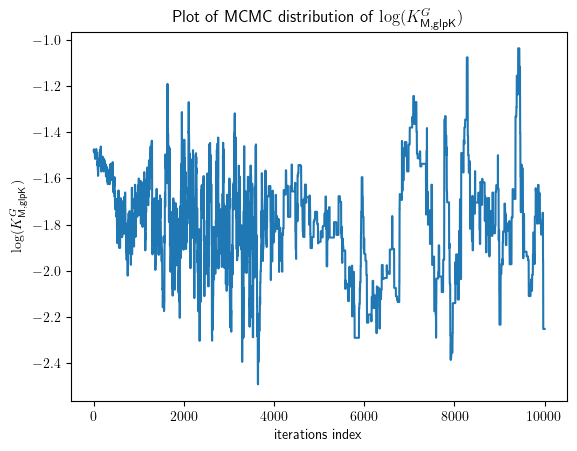 Plot of MCMC distribution of log(K^G_M,glpK)
−1.0
−1.2
−1.4
−1.6
−1.8
−2.0
−2.2
−2.4
log(K^G_M,glpK)
0 2000 4000 6000 8000 10000
iterations index